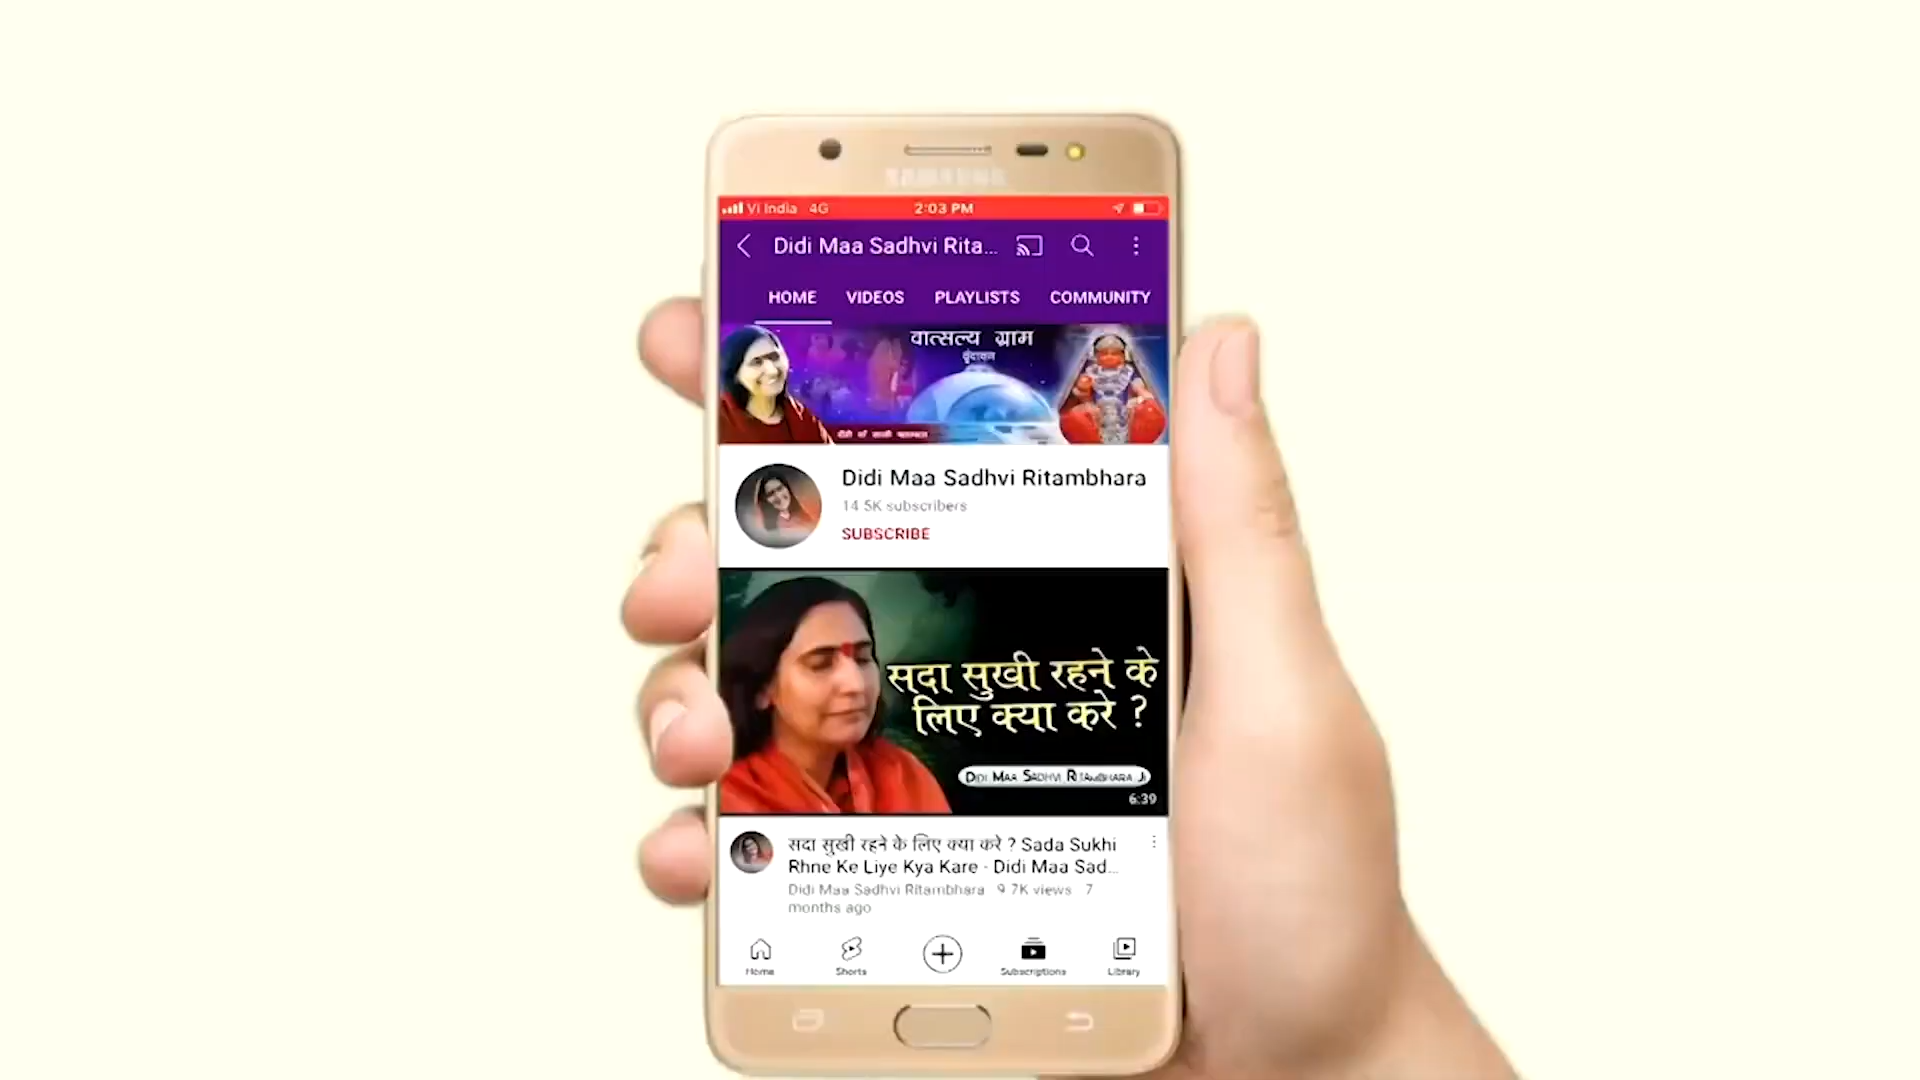 SAMSUNG
Vi India 4G 2:03 PM
Didi Maa Sadhvi Rita...
HOME VIDEOS PLAYLISTS COMMUNITY
वात्सल्य ग्राम
वृंदावन
Didi Maa Sadhvi Ritambhara
14.5K subscribers
SUBSCRIBE
सदा सुखी रहने के
लिए क्या करे ?
DIDI MAA SADHVI RITAMBHARA JI
6:39
सदा सुखी रहने के लिए क्या करे ? Sada Sukhi
Rhne Ke Liye Kya Kare - Didi Maa Sad...
Didi Maa Sadhvi Ritambhara 9.7K views 7
months ago
Home Shorts Subscriptions Library